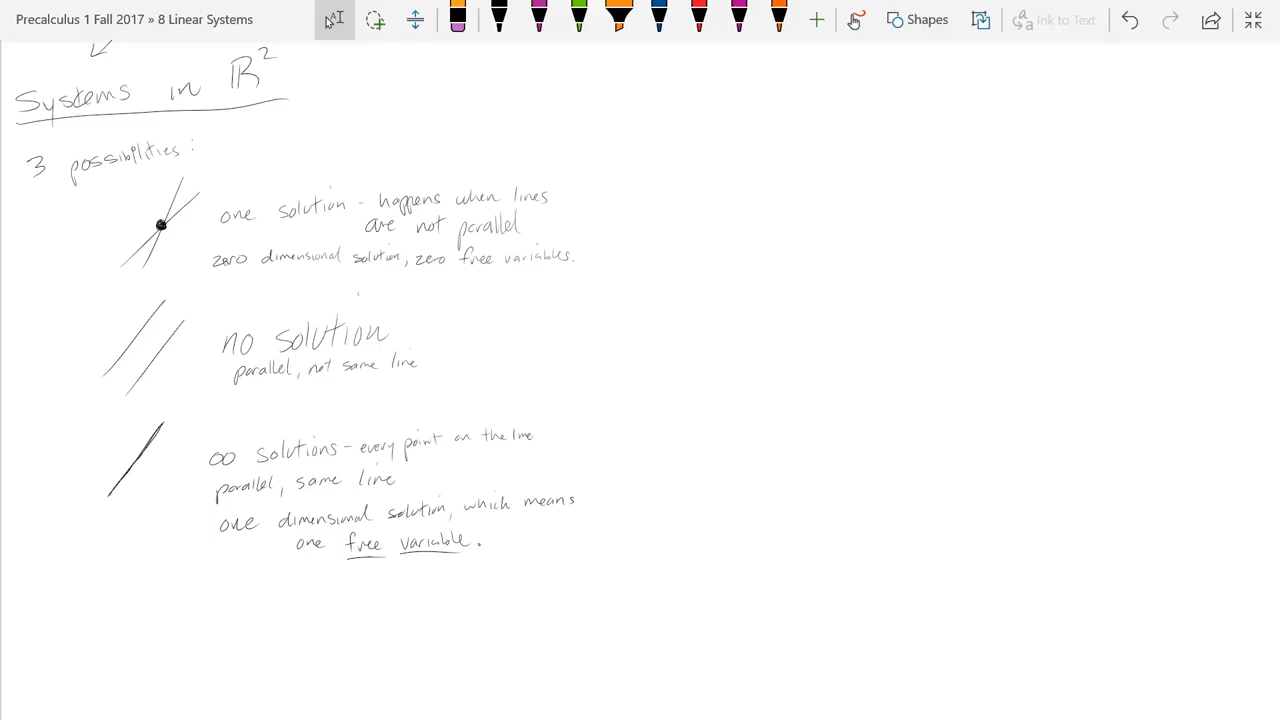 Precalculus 1 Fall 2017 » 8 Linear Systems
Shapes
Ink to Text
Systems in ℝ²
3 possibilities:
one solution - happens when lines
are not parallel
zero dimensional solution, zero free variables.
no solution
parallel, not same line
∞ solutions - every point on the line
parallel, same line
one dimensional solution, which means
one free variable.